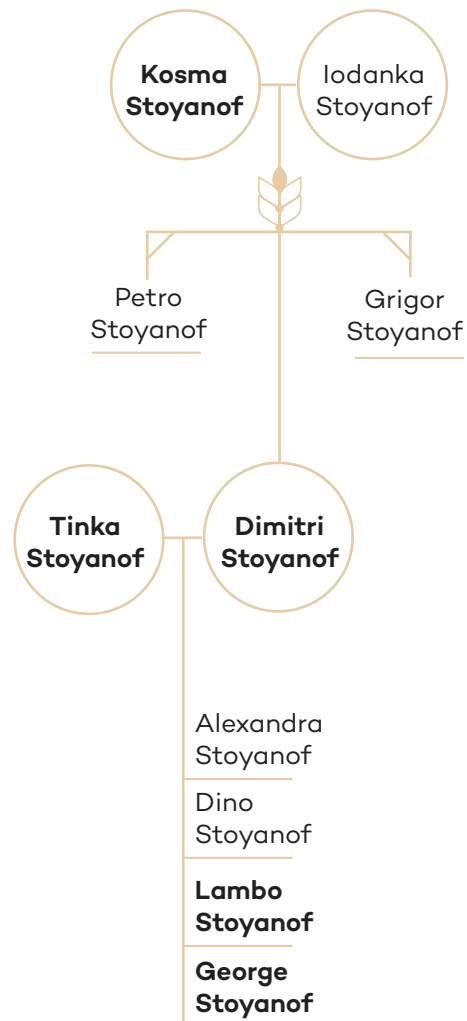 Kosma
Stoyanof
Iodanka
Stoyanof
Petro
Stoyanof
Grigor
Stoyanof
Tinka
Stoyanof
Dimitri
Stoyanof
Alexandra
Stoyanof
Dino
Stoyanof
Lambo
Stoyanof
George
Stoyanof